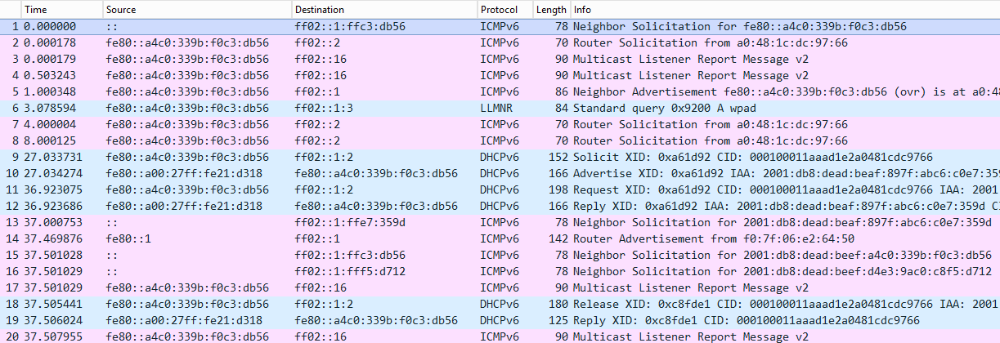 Time Source Destination Protocol Length Info
1 0.000000 :: ff02::1:ffc3:db56 ICMPv6 78 Neighbor Solicitation for fe80::a4c0:339b:f0c3:db56
2 0.000178 fe80::a4c0:339b:f0c3:db56 ff02::2 ICMPv6 70 Router Solicitation from a0:48:1c:dc:97:66
3 0.000179 fe80::a4c0:339b:f0c3:db56 ff02::16 ICMPv6 90 Multicast Listener Report Message v2
4 0.503243 fe80::a4c0:339b:f0c3:db56 ff02::16 ICMPv6 90 Multicast Listener Report Message v2
5 1.000348 fe80::a4c0:339b:f0c3:db56 ff02::1 ICMPv6 86 Neighbor Advertisement fe80::a4c0:339b:f0c3:db56 (ovr) is at a0:48
6 3.078594 fe80::a4c0:339b:f0c3:db56 ff02::1:3 LLMNR 84 Standard query 0x9200 A wpad
7 4.000004 fe80::a4c0:339b:f0c3:db56 ff02::2 ICMPv6 70 Router Solicitation from a0:48:1c:dc:97:66
8 8.000125 fe80::a4c0:339b:f0c3:db56 ff02::2 ICMPv6 70 Router Solicitation from a0:48:1c:dc:97:66
9 27.033731 fe80::a4c0:339b:f0c3:db56 ff02::1:2 DHCPv6 152 Solicit XID: 0xa61d92 CID: 000100011aaad1e2a0481cdc9766
10 27.034274 fe80::a00:27ff:fe21:d318 fe80::a4c0:339b:f0c3:db56 DHCPv6 166 Advertise XID: 0xa61d92 IAA: 2001:db8:dead:beaf:897f:abc6:c0e7:359
11 36.923075 fe80::a4c0:339b:f0c3:db56 ff02::1:2 DHCPv6 198 Request XID: 0xa61d92 CID: 000100011aaad1e2a0481cdc9766 IAA: 2001
12 36.923686 fe80::a00:27ff:fe21:d318 fe80::a4c0:339b:f0c3:db56 DHCPv6 166 Reply XID: 0xa61d92 IAA: 2001:db8:dead:beaf:897f:abc6:c0e7:359d C
13 37.000753 :: ff02::1:ffe7:359d ICMPv6 78 Neighbor Solicitation for 2001:db8:dead:beaf:897f:abc6:c0e7:359d
14 37.469876 fe80::1 ff02::1 ICMPv6 142 Router Advertisement from f0:7f:06:e2:64:50
15 37.501028 :: ff02::1:ffc3:db56 ICMPv6 78 Neighbor Solicitation for 2001:db8:dead:beef:a4c0:339b:f0c3:db56
16 37.501029 :: ff02::1:fff5:d712 ICMPv6 78 Neighbor Solicitation for 2001:db8:dead:beef:d4e3:9ac0:c8f5:d712
17 37.501029 fe80::a4c0:339b:f0c3:db56 ff02::16 ICMPv6 90 Multicast Listener Report Message v2
18 37.505441 fe80::a4c0:339b:f0c3:db56 ff02::1:2 DHCPv6 180 Release XID: 0xc8fde1 CID: 000100011aaad1e2a0481cdc9766 IAA: 2001
19 37.506024 fe80::a00:27ff:fe21:d318 fe80::a4c0:339b:f0c3:db56 DHCPv6 125 Reply XID: 0xc8fde1 CID: 000100011aaad1e2a0481cdc9766
20 37.507955 fe80::a4c0:339b:f0c3:db56 ff02::16 ICMPv6 90 Multicast Listener Report Message v2